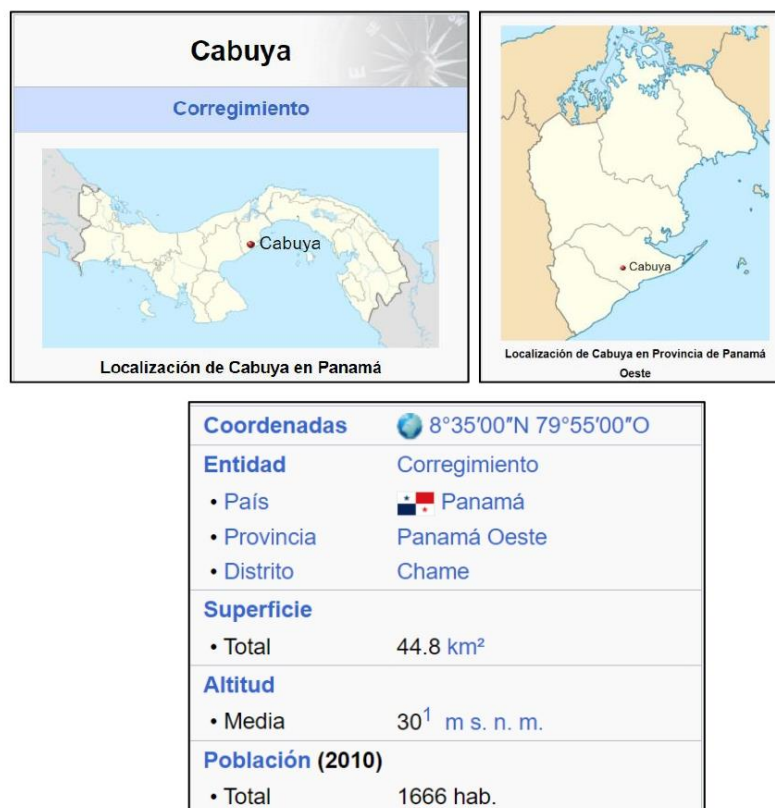 Cabuya
Corregimiento
Cabuya
Localización de Cabuya en Panamá
Cabuya
Localización de Cabuya en Provincia de Panamá
Oeste
Coordenadas 8°35′00″N 79°55′00″O
Entidad Corregimiento
• País Panamá
• Provincia Panamá Oeste
• Distrito Chame
Superficie
• Total 44.8 km²
Altitud
• Media 30¹ m s. n. m.
Población (2010)
• Total 1666 hab.